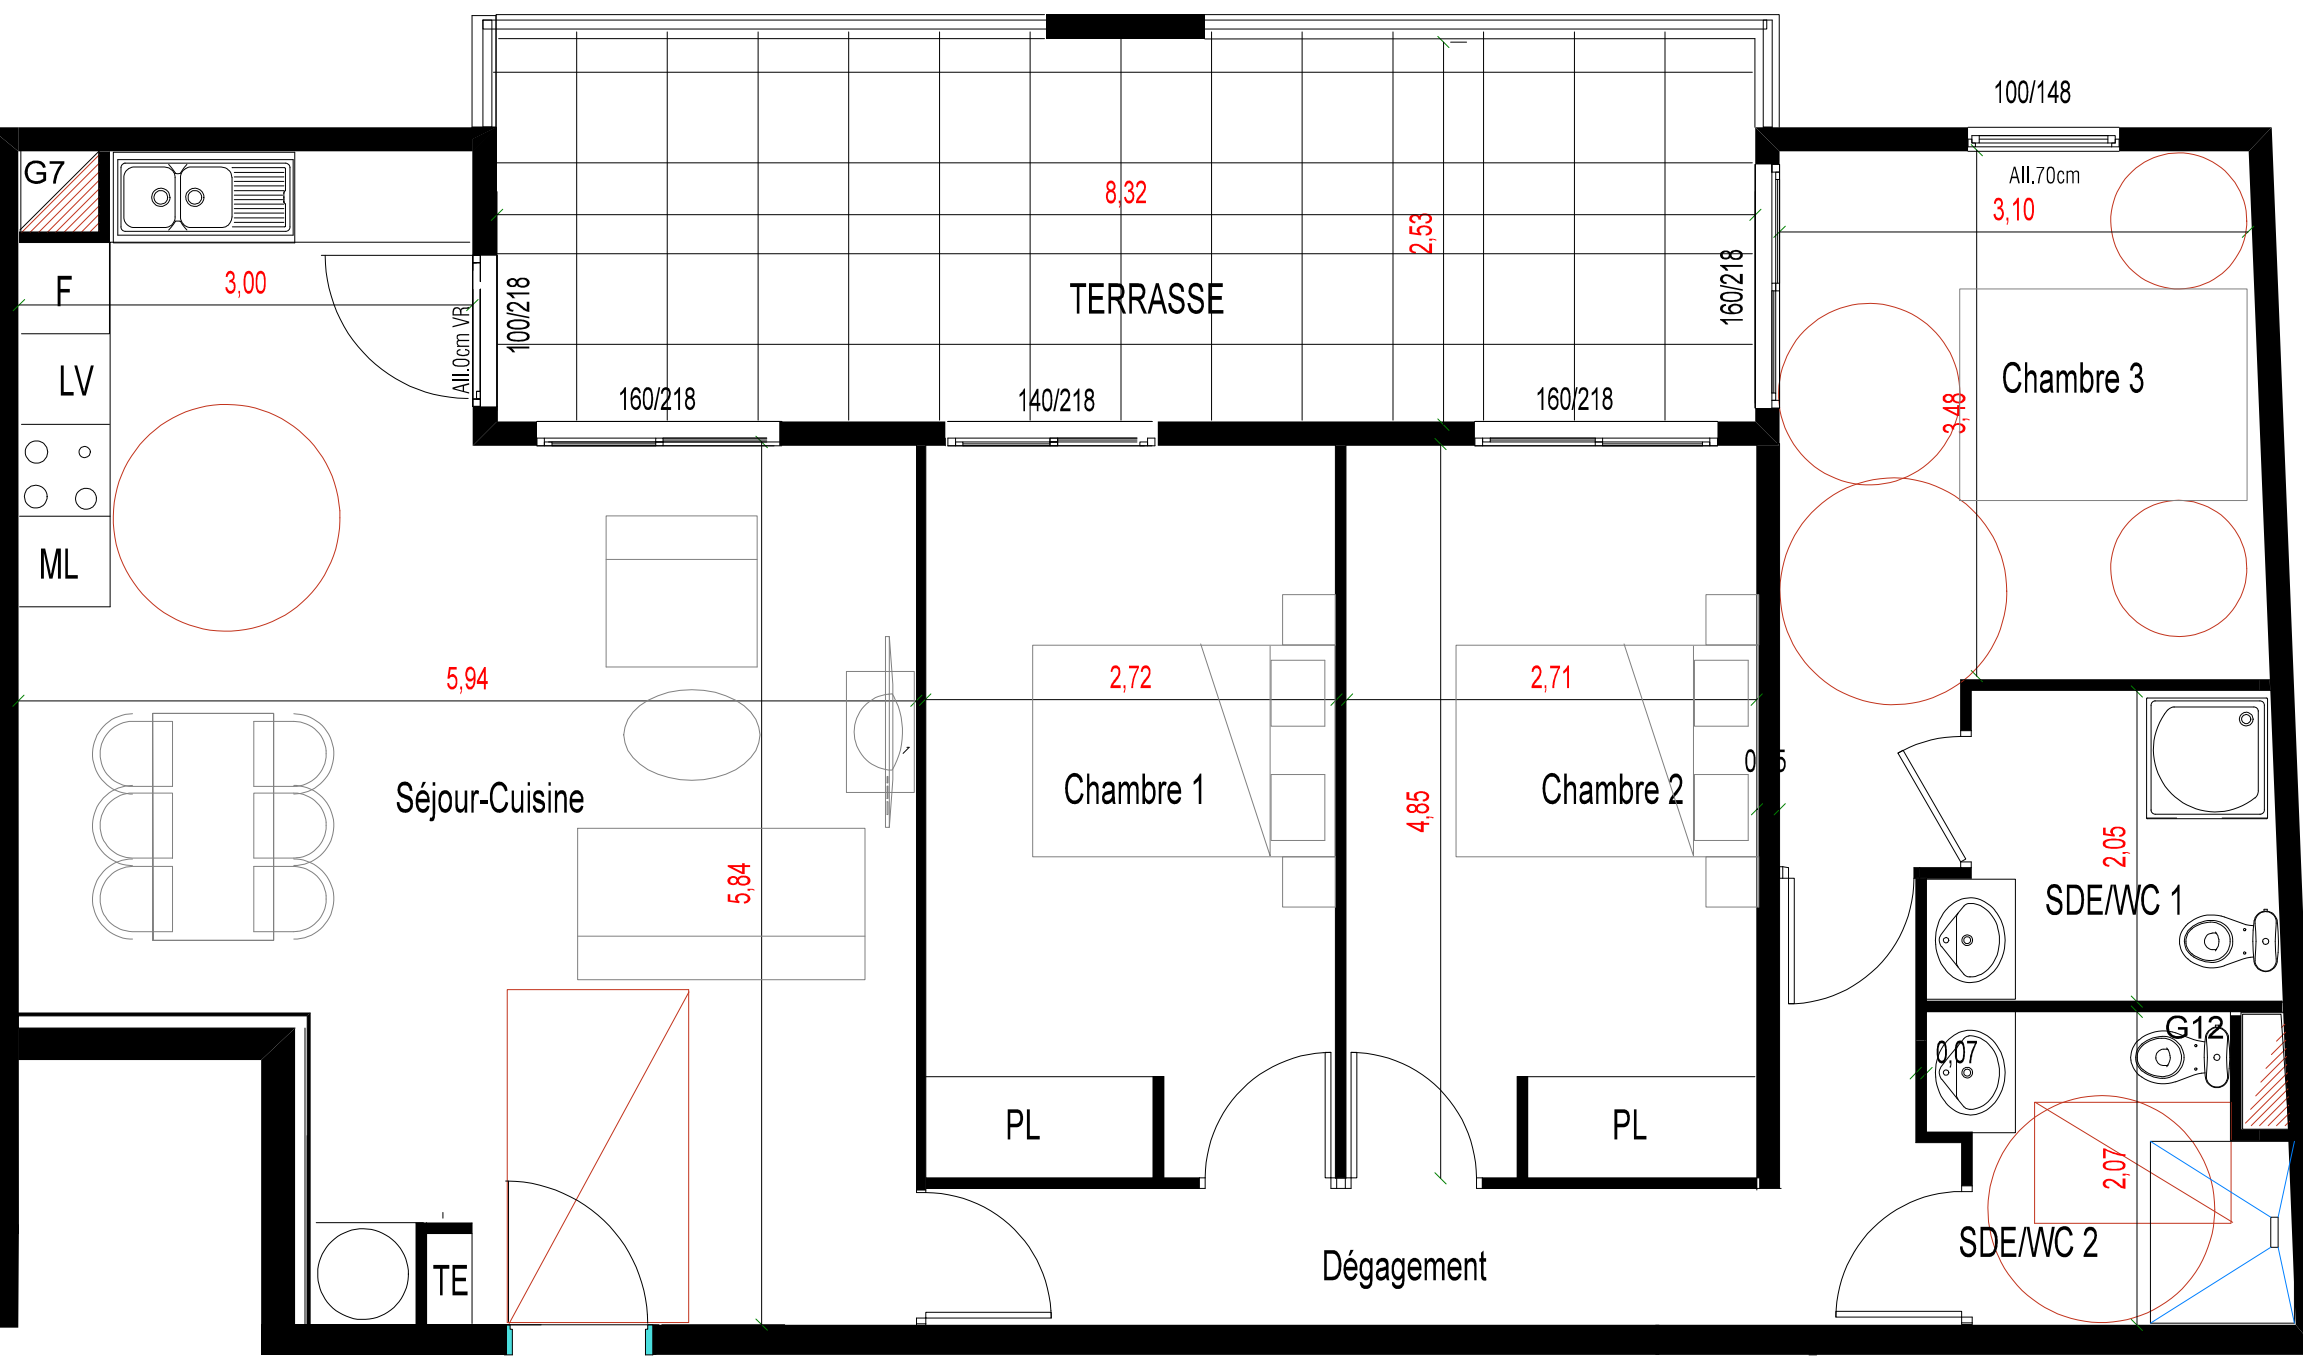 100/148
G7
All.70cm
8,32
3,10
2,53
F
3,00
100/218
TERRASSE
160/218
All.0cm VR
LV
Chambre 3
160/218
140/218
160/218
3,48
ML
5,94
2,72
2,71
Séjour-Cuisine
Chambre 1
Chambre 2
4,85
5,84
2,05
SDE/WC 1
G12
0,07
PL
PL
2,07
SDE/WC 2
Dégagement
TE